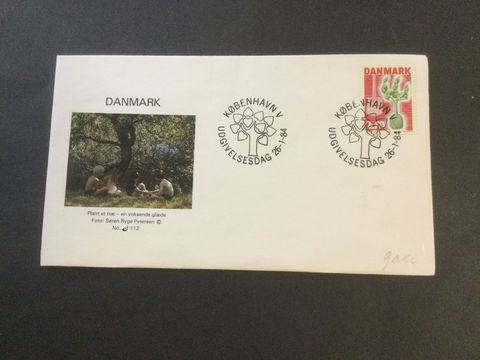 DANMARK
Plant et træ – en voksende glæde
Foto: Søren Ryge Petersen ©
No. 112
KØBENHAVN V
UDGIVELSESDAG 26-1-84
DANMARK
KØBENHAVN V
UDGIVELSESDAG 26-1-84